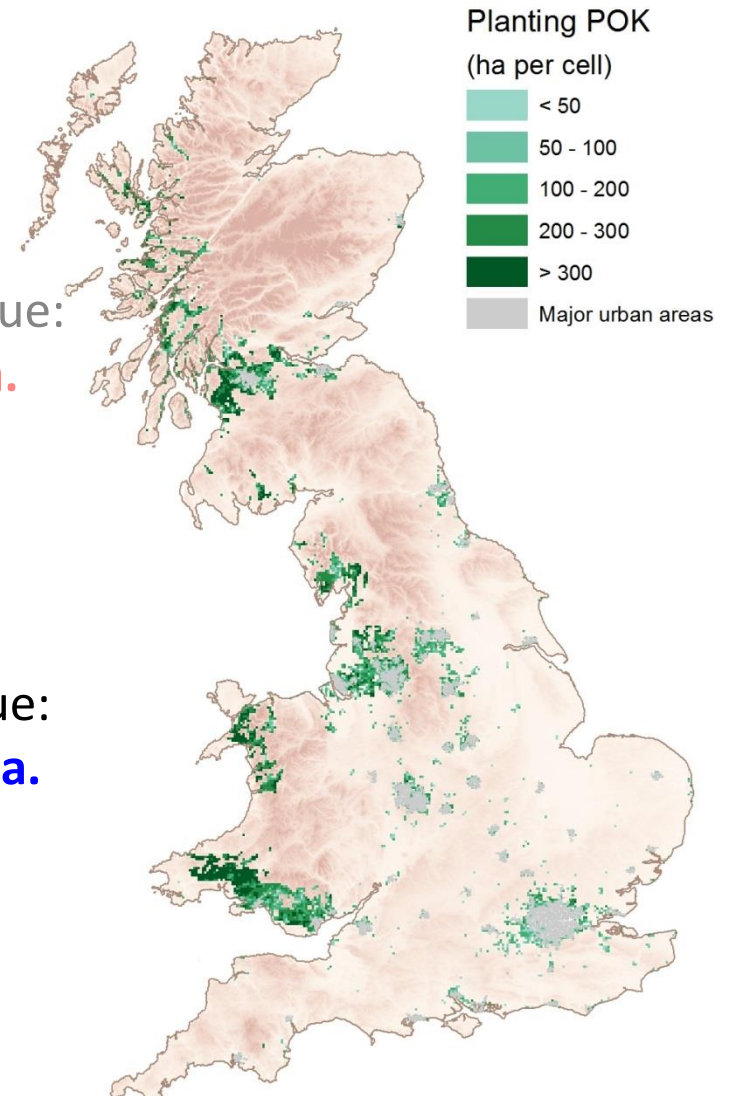 Planting POK
(ha per cell)
< 50
50 - 100
100 - 200
200 - 300
> 300
Major urban areas
ue:
.
ue:
a.